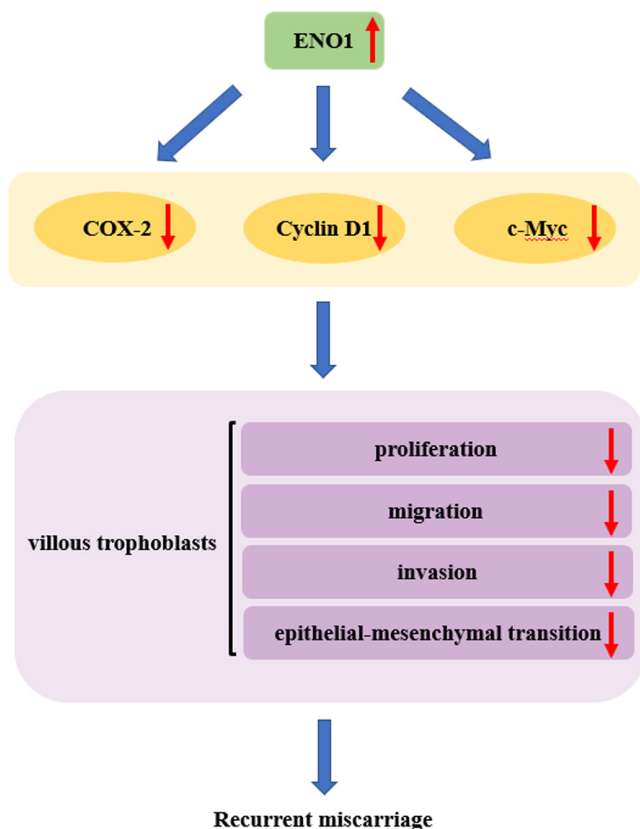 ENO1
COX-2
Cyclin D1
c-Myc
proliferation
migration
villous trophoblasts
invasion
epithelial-mesenchymal transition
Recurrent miscarriage